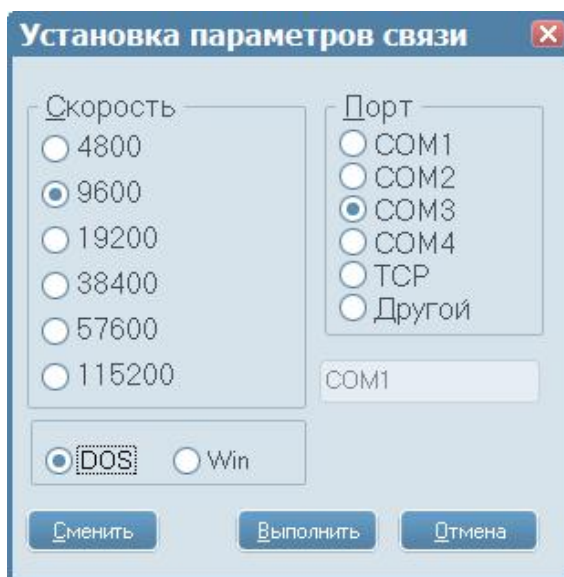 Установка параметров связи
Скорость
4800
9600
19200
38400
57600
115200
Порт
COM1
COM2
COM3
COM4
TCP
Другой
COM1
DOS Win
Сменить Выполнить Отмена